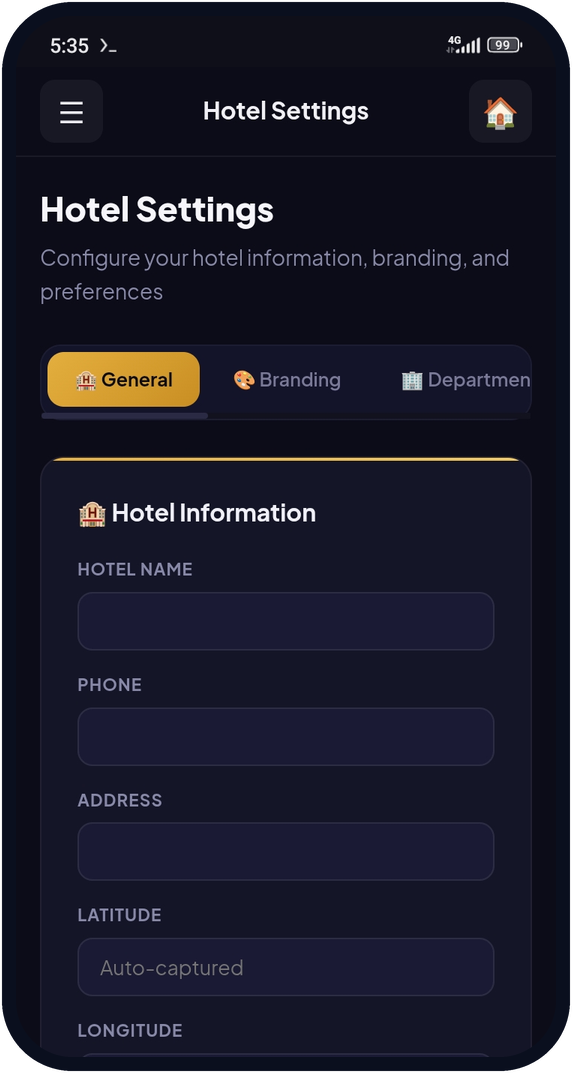 5:35
4G 99
Hotel Settings
Hotel Settings
Configure your hotel information, branding, and
preferences
General Branding Departmen
Hotel Information
HOTEL NAME
PHONE
ADDRESS
LATITUDE
Auto-captured
LONGITUDE